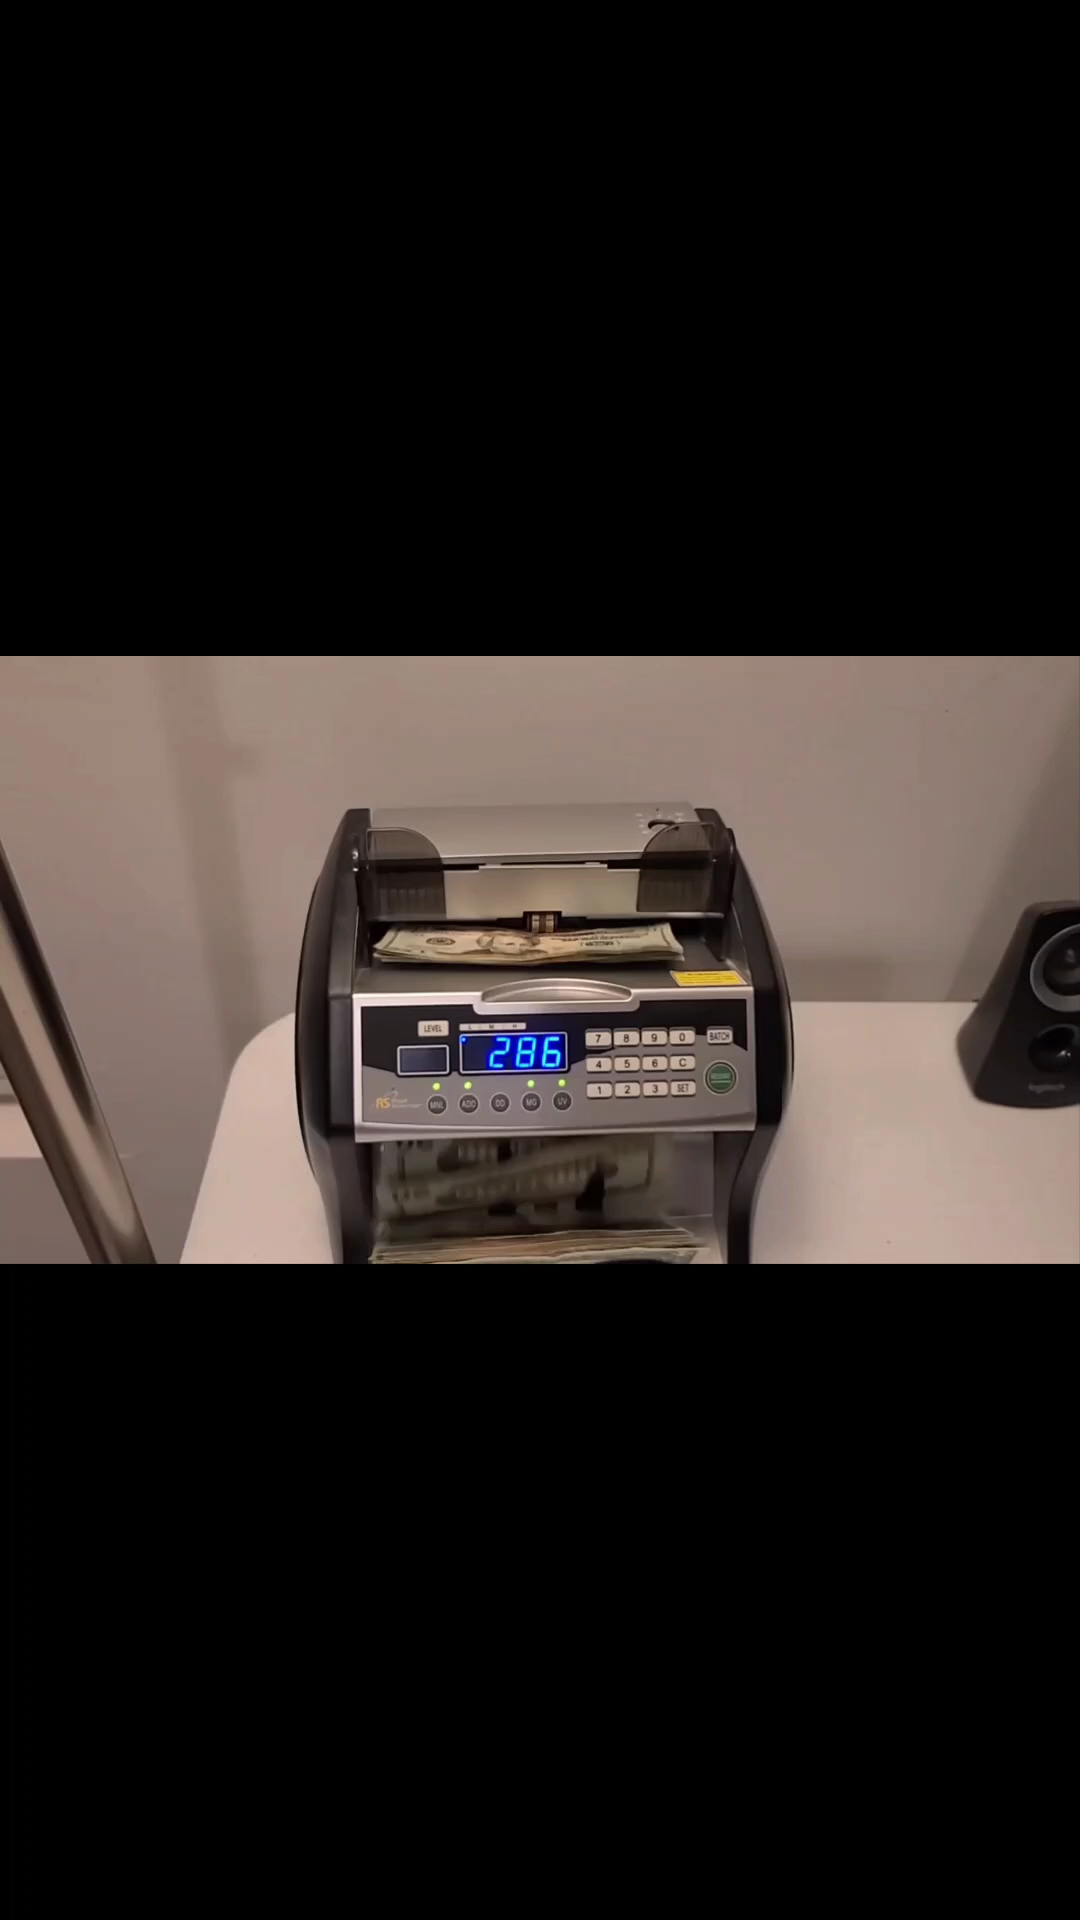 LEVEL
L M H
286
7 8 9 0 BATCH
4 5 6 C
1 2 3 SET
RS
MNL ADD DD MG UV
logitech